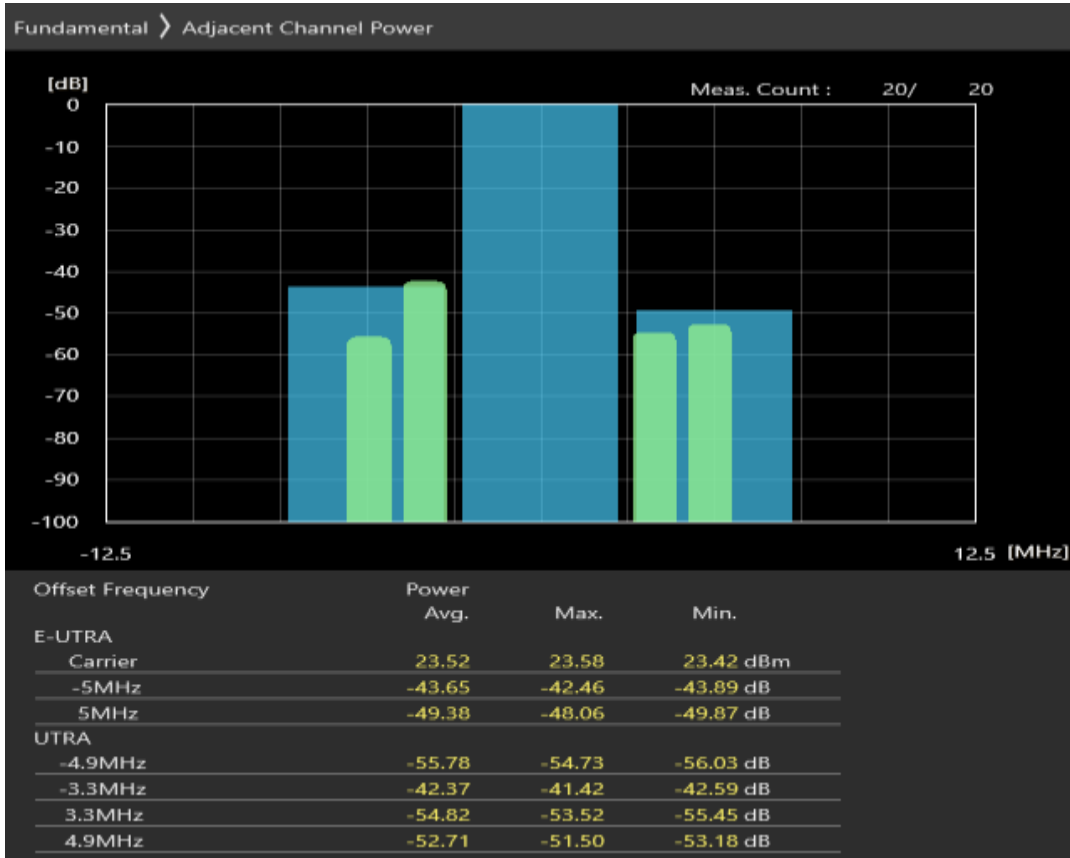 Fundamental 》 Adjacent Channel Power
[dB]
Meas. Count : 20/ 20
0
-10
-20
-30
-40
-50
-60
-70
-80
-90
-100
-12.5 12.5 [MHz]
Offset Frequency Power
Avg. Max. Min.
E-UTRA
Carrier 23.52 23.58 23.42 dBm
-5MHz -43.65 -42.46 -43.89 dB
5MHz -49.38 -48.06 -49.87 dB
UTRA
-4.9MHz -55.78 -54.73 -56.03 dB
-3.3MHz -42.37 -41.42 -42.59 dB
3.3MHz -54.82 -53.52 -55.45 dB
4.9MHz -52.71 -51.50 -53.18 dB